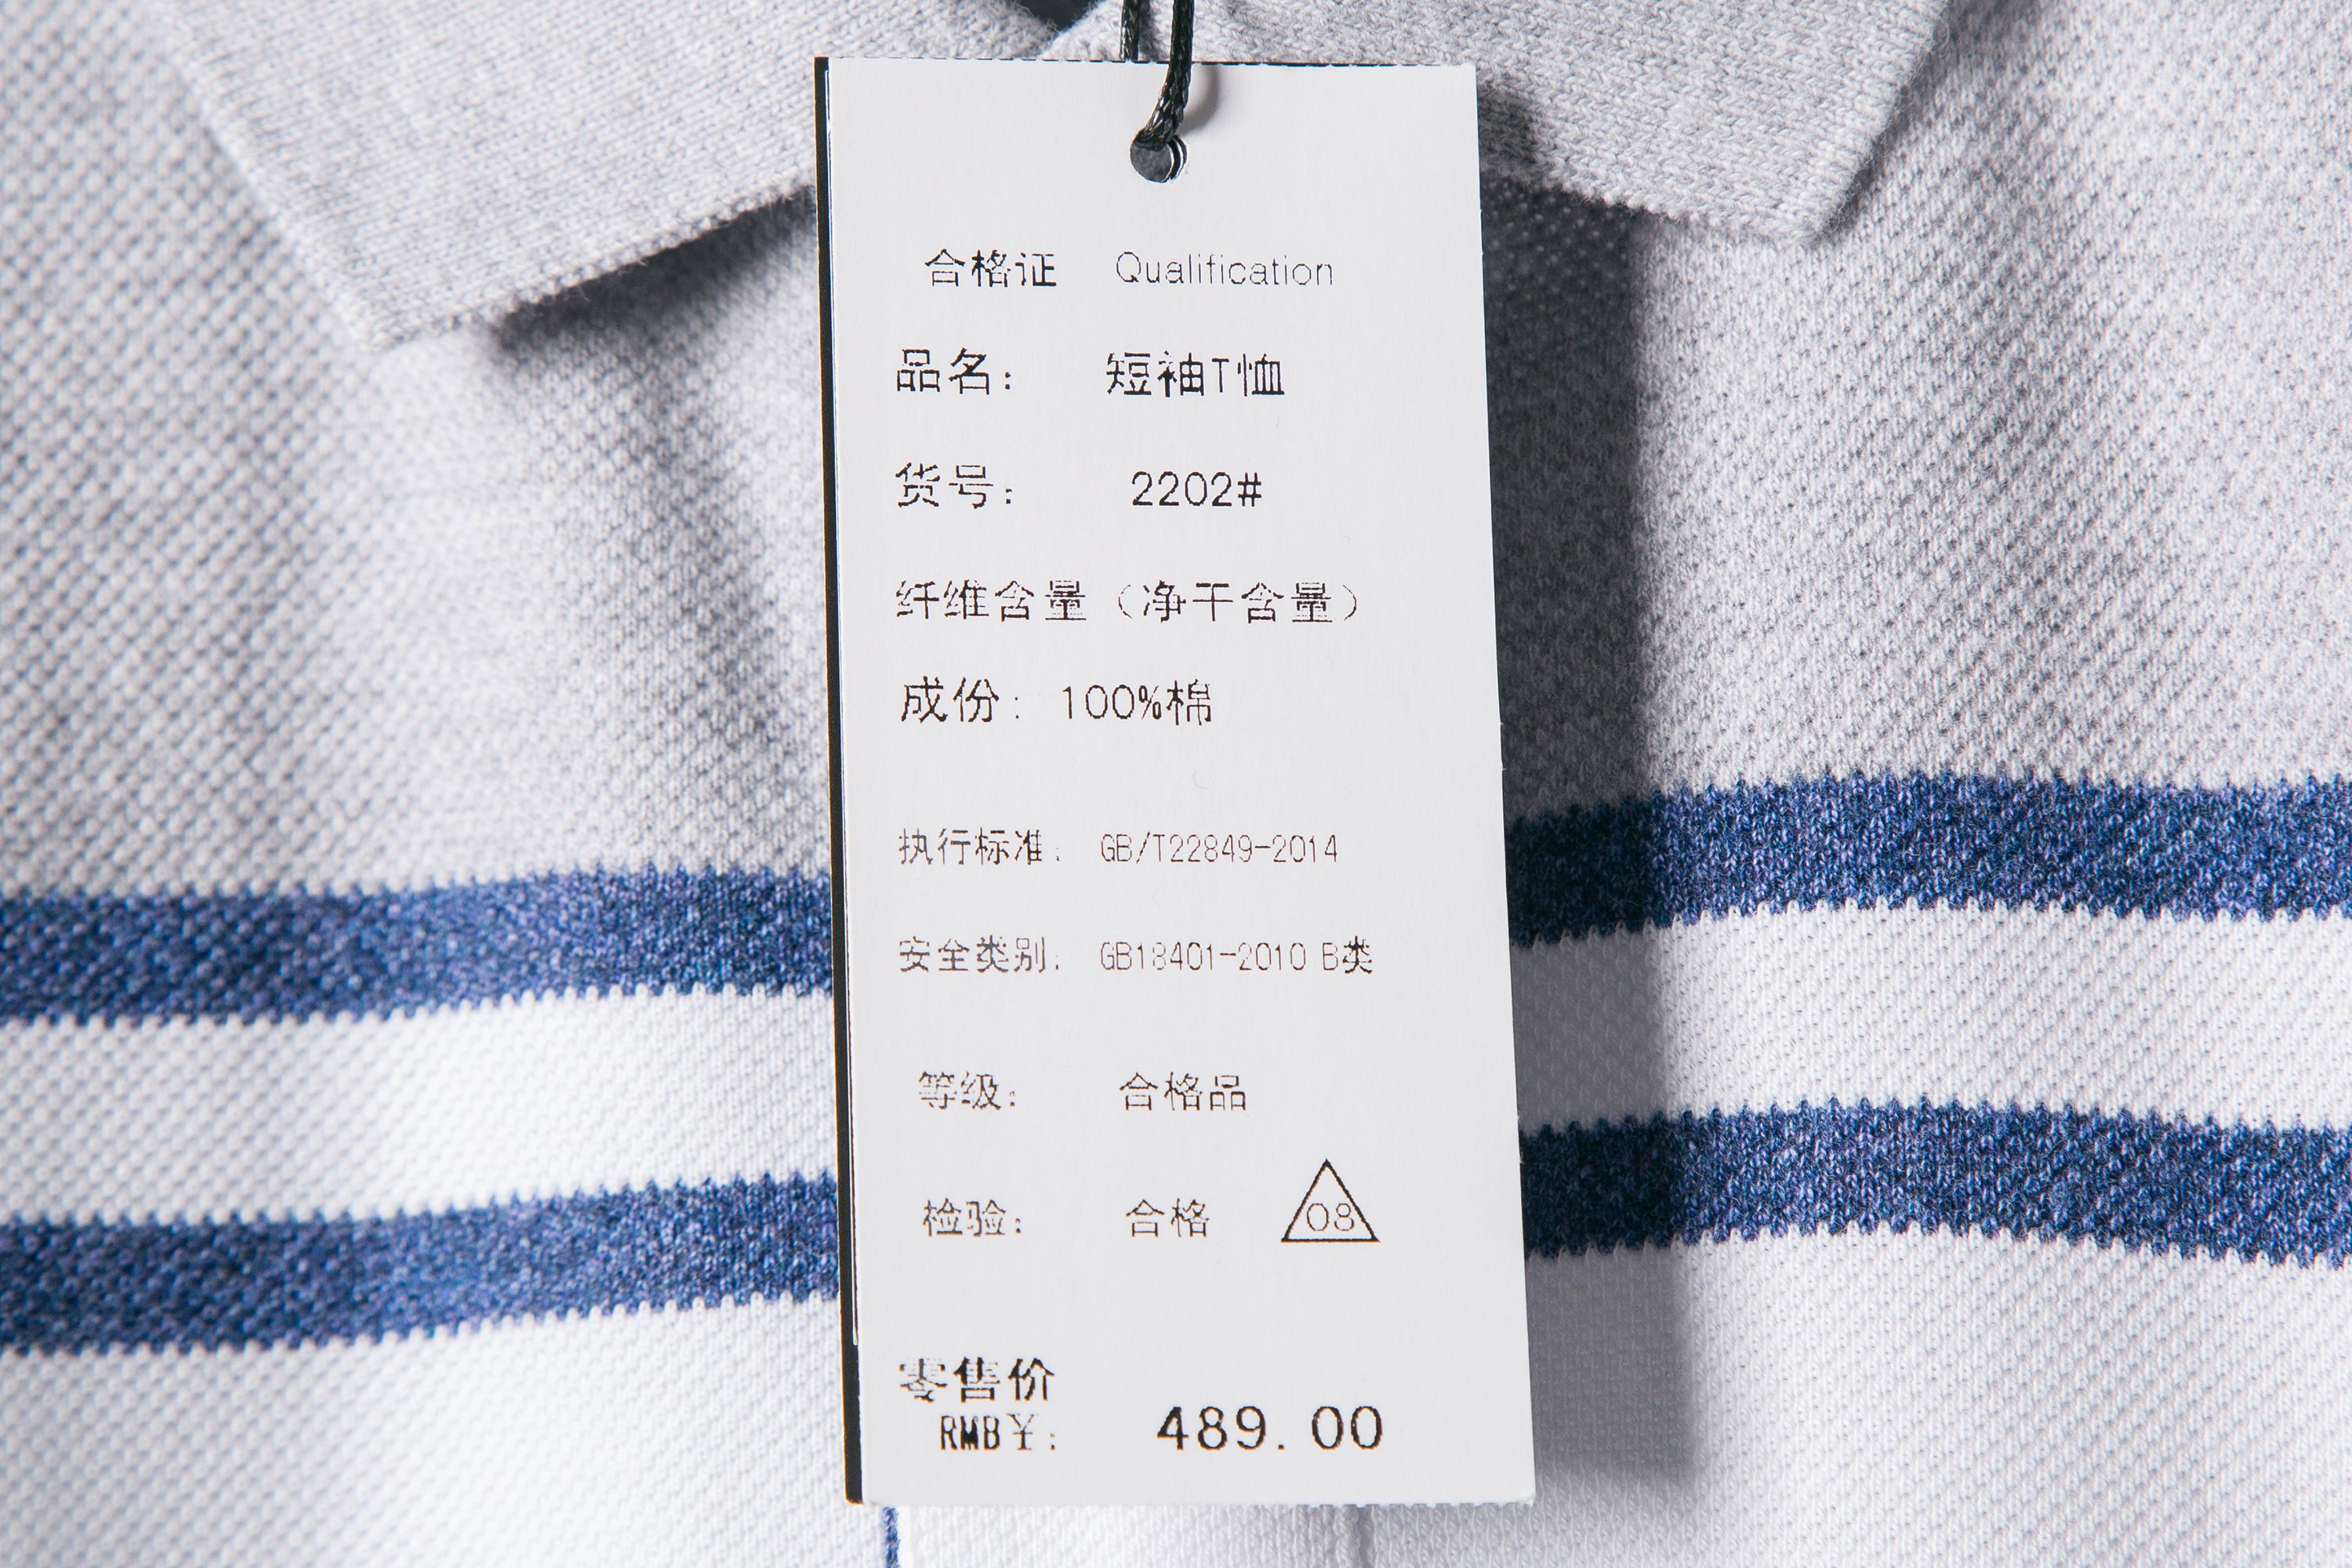 合格证 Qualification
品名： 短袖T恤
货号： 2202#
纤维含量（净干含量）
成份： 100%棉
执行标准： GB/T22849-2014
安全类别： GB18401-2010 B类
等级： 合格品
检验： 合格 08
零售价
RMB￥： 489.00